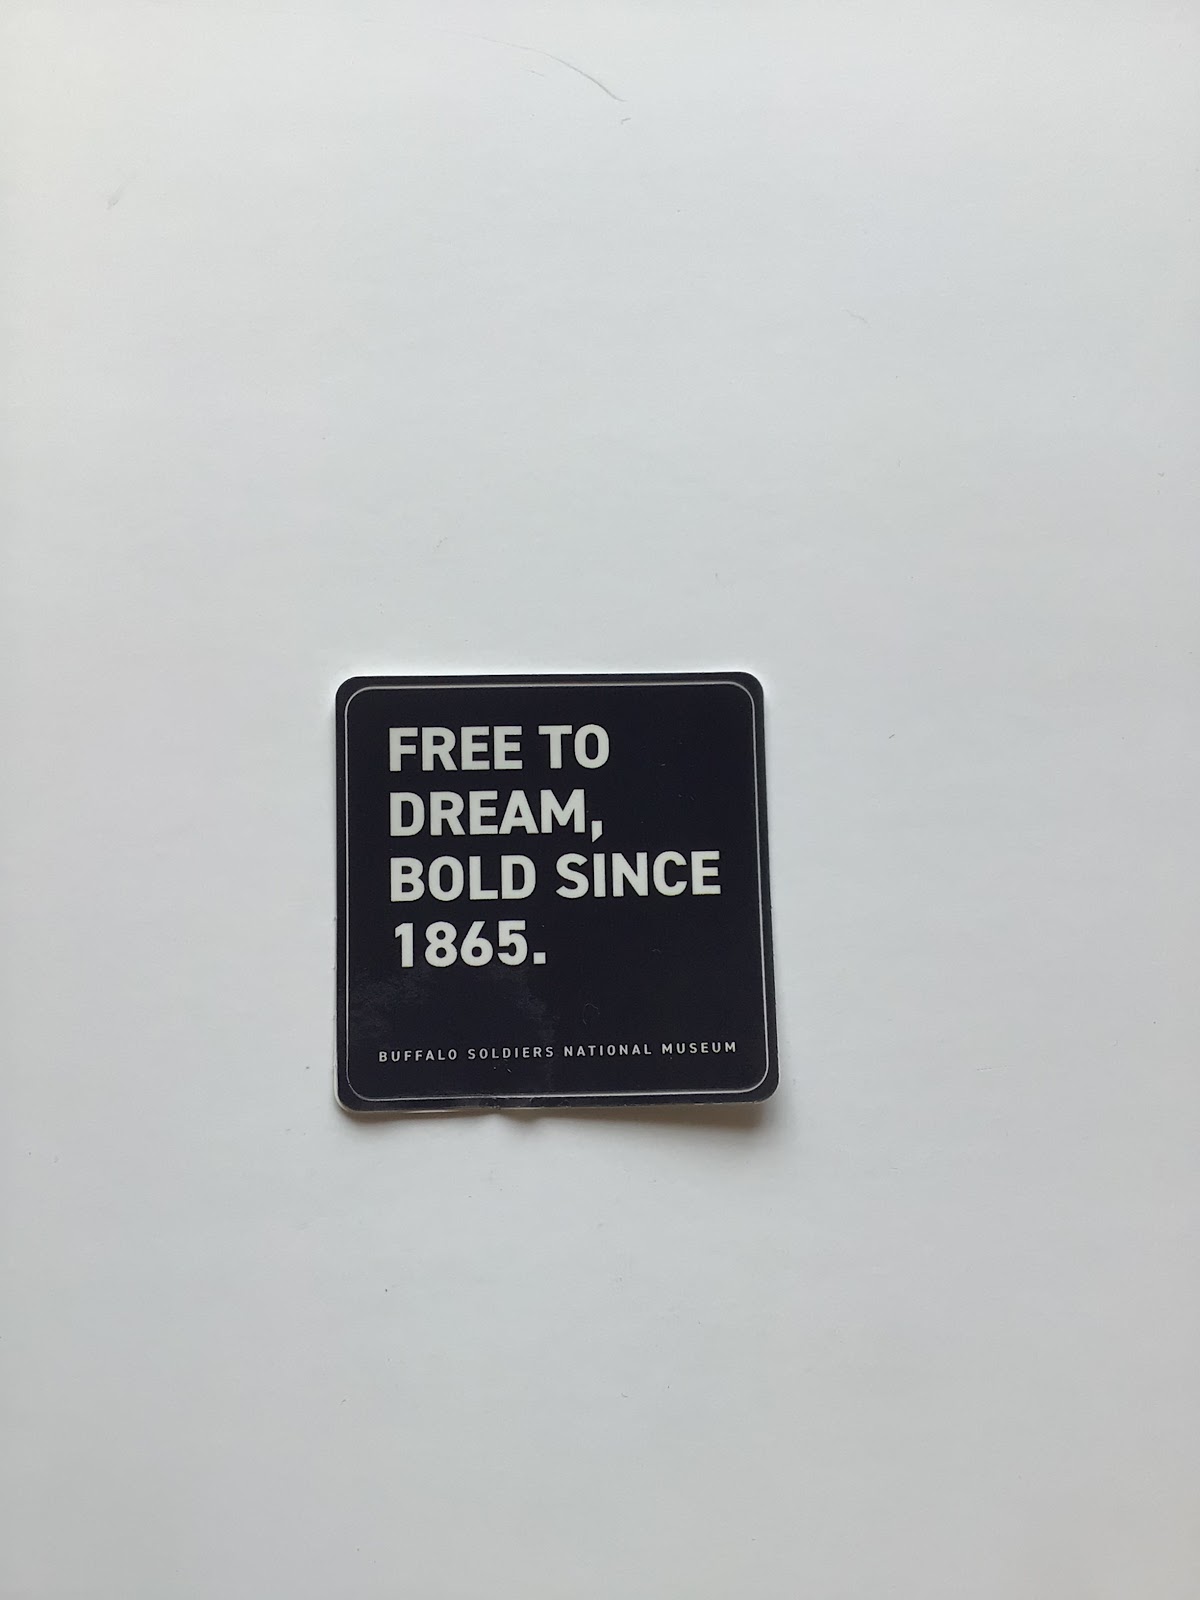 FREE TO
DREAM,
BOLD SINCE
1865.
BUFFALO SOLDIERS NATIONAL MUSEUM